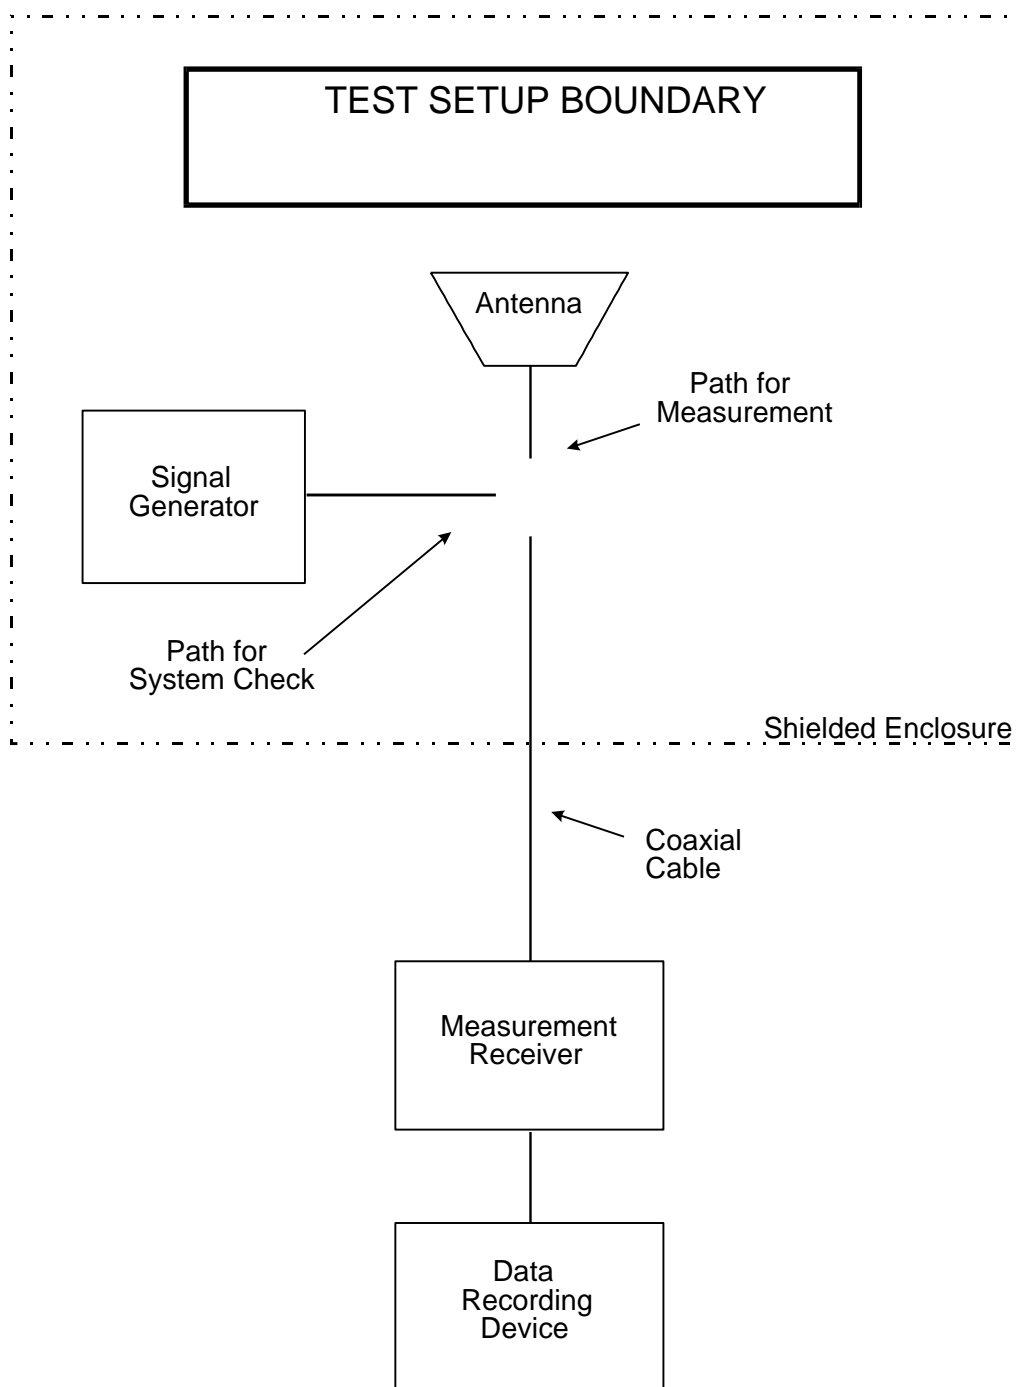 TEST SETUP BOUNDARY
Antenna
Path for
Measurement
Signal
Generator
Path for
System Check
Shielded Enclosure
Coaxial
Cable
Measurement
Receiver
Data
Recording
Device